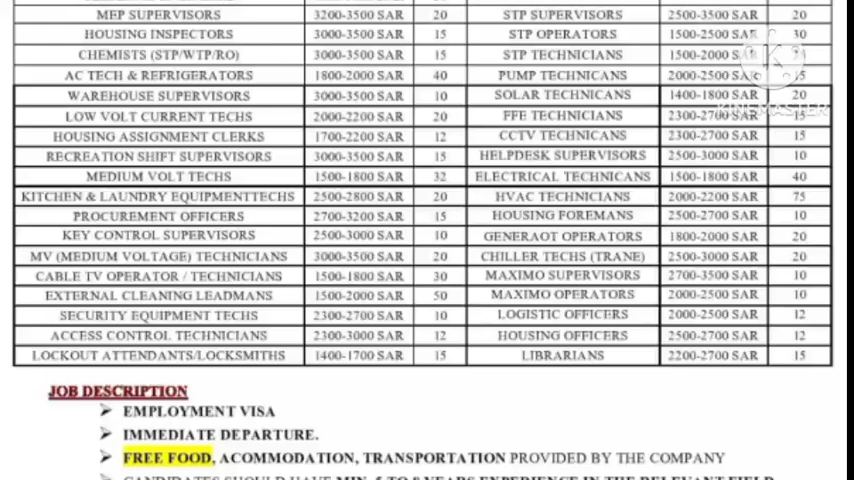 MEP SUPERVISORS 3200-3500 SAR 20 STP SUPERVISORS 2500-3500 SAR 20
HOUSING INSPECTORS 3000-3500 SAR 15 STP OPERATORS 1500-2500 SAR 30
CHEMISTS (STP/WTP/RO) 3000-3500 SAR 15 STP TECHNICIANS 1500-2000 SAR
AC TECH & REFRIGERATORS 1800-2000 SAR 40 PUMP TECHNICANS 2000-2500 SAR 15
WAREHOUSE SUPERVISORS 3000-3500 SAR 10 SOLAR TECHNICANS 1400-1800 SAR 20
KINEMASTER
LOW VOLT CURRENT TECHS 2000-2200 SAR 20 FFE TECHNICANS 2300-2700 SAR 15
HOUSING ASSIGNMENT CLERKS 1700-2200 SAR 12 CCTV TECHNICANS 2300-2700 SAR 15
RECREATION SHIFT SUPERVISORS 3000-3500 SAR 15 HELPDESK SUPERVISORS 2500-3000 SAR 10
MEDIUM VOLT TECHS 1500-1800 SAR 32 ELECTRICAL TECHNICANS 1500-1800 SAR 40
KITCHEN & LAUNDRY EQUIPMENTTECHS 2500-2800 SAR 20 HVAC TECHNICIANS 2000-2200 SAR 75
PROCUREMENT OFFICERS 2700-3200 SAR 15 HOUSING FOREMANS 2500-2700 SAR 10
KEY CONTROL SUPERVISORS 2500-3000 SAR 10 GENERAOT OPERATORS 1800-2000 SAR 20
MV (MEDIUM VOLTAGE) TECHNICIANS 3000-3500 SAR 20 CHILLER TECHS (TRANE) 2500-3000 SAR 20
CABLE TV OPERATOR / TECHNICIANS 1500-1800 SAR 30 MAXIMO SUPERVISORS 2700-3500 SAR 10
EXTERNAL CLEANING LEADMANS 1500-2000 SAR 50 MAXIMO OPERATORS 2000-2500 SAR 10
SECURITY EQUIPMENT TECHS 2300-2700 SAR 10 LOGISTIC OFFICERS 2000-2500 SAR 12
ACCESS CONTROL TECHNICIANS 2300-3000 SAR 12 HOUSING OFFICERS 2500-2700 SAR 12
LOCKOUT ATTENDANTS/LOCKSMITHS 1400-1700 SAR 15 LIBRARIANS 2200-2700 SAR 15
JOB DESCRIPTION
➢ EMPLOYMENT VISA
➢ IMMEDIATE DEPARTURE.
➢ FREE FOOD, ACOMMODATION, TRANSPORTATION PROVIDED BY THE COMPANY